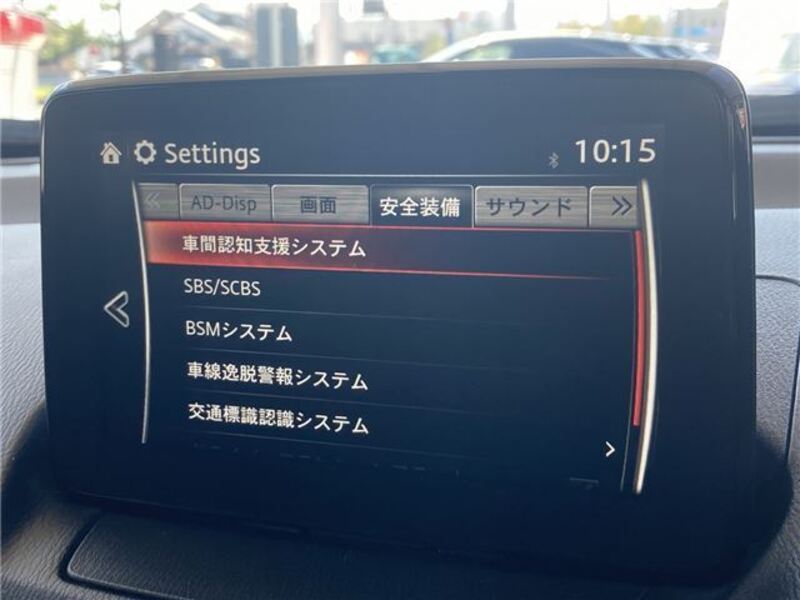 Settings 10:15
AD-Disp 画面 安全装備 サウンド
車間認知支援システム
SBS/SCBS
BSMシステム
車線逸脱警報システム
交通標識認識システム